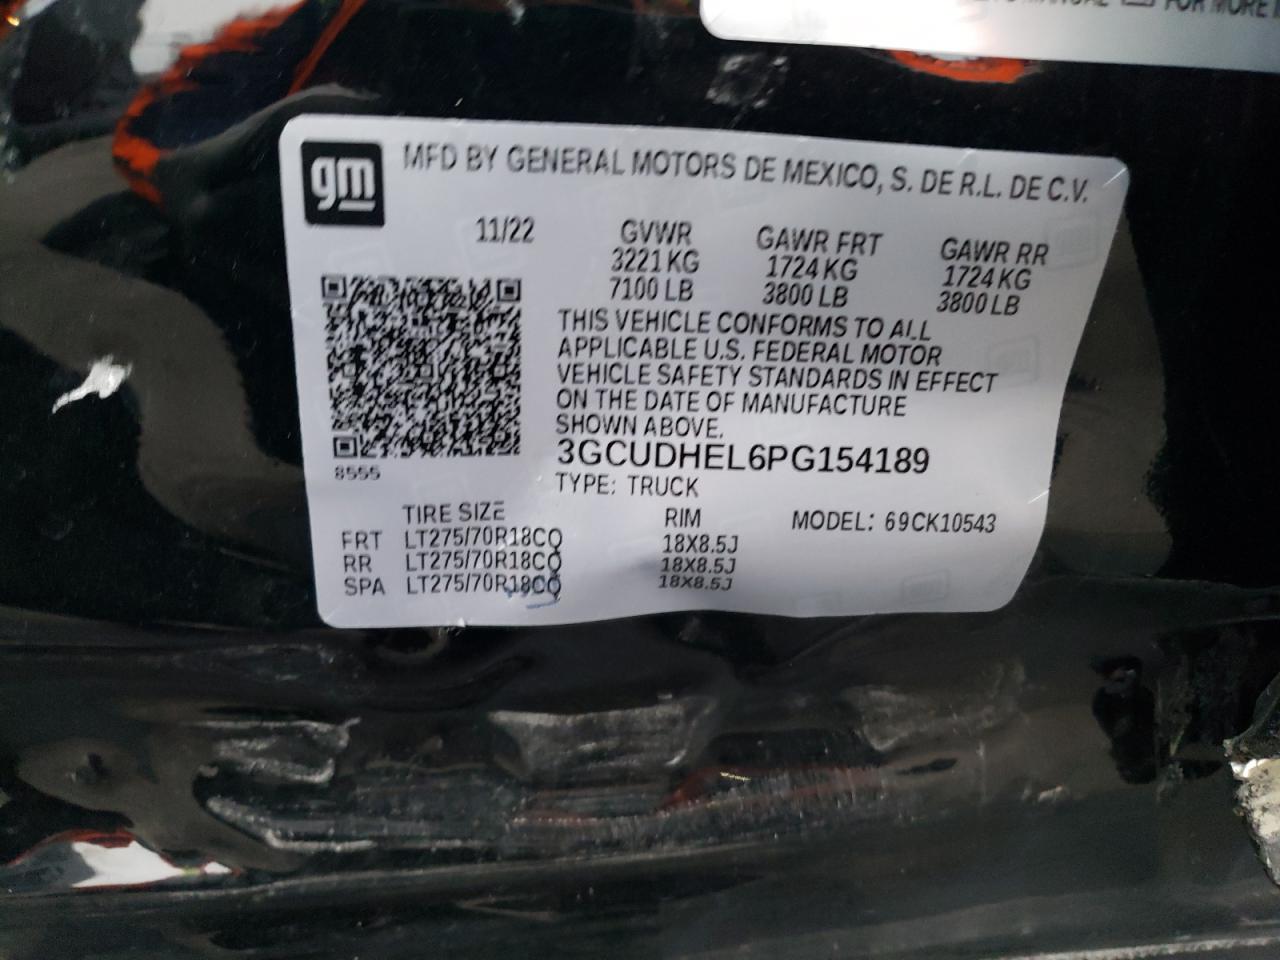 FOR MORE
gm
MFD BY GENERAL MOTORS DE MEXICO, S. DE R.L. DE C.V.
11/22 GVWR GAWR FRT GAWR RR
3221 KG 1724 KG 1724 KG
7100 LB 3800 LB 3800 LB
THIS VEHICLE CONFORMS TO ALL
APPLICABLE U.S. FEDERAL MOTOR
VEHICLE SAFETY STANDARDS IN EFFECT
ON THE DATE OF MANUFACTURE
SHOWN ABOVE.
3GCUDHEL6PG154189
8555
TYPE: TRUCK
TIRE SIZE RIM MODEL: 69CK10543
FRT LT275/70R18CQ 18X8.5J
RR LT275/70R18CQ 18X8.5J
SPA LT275/70R18CQ 18X8.5J